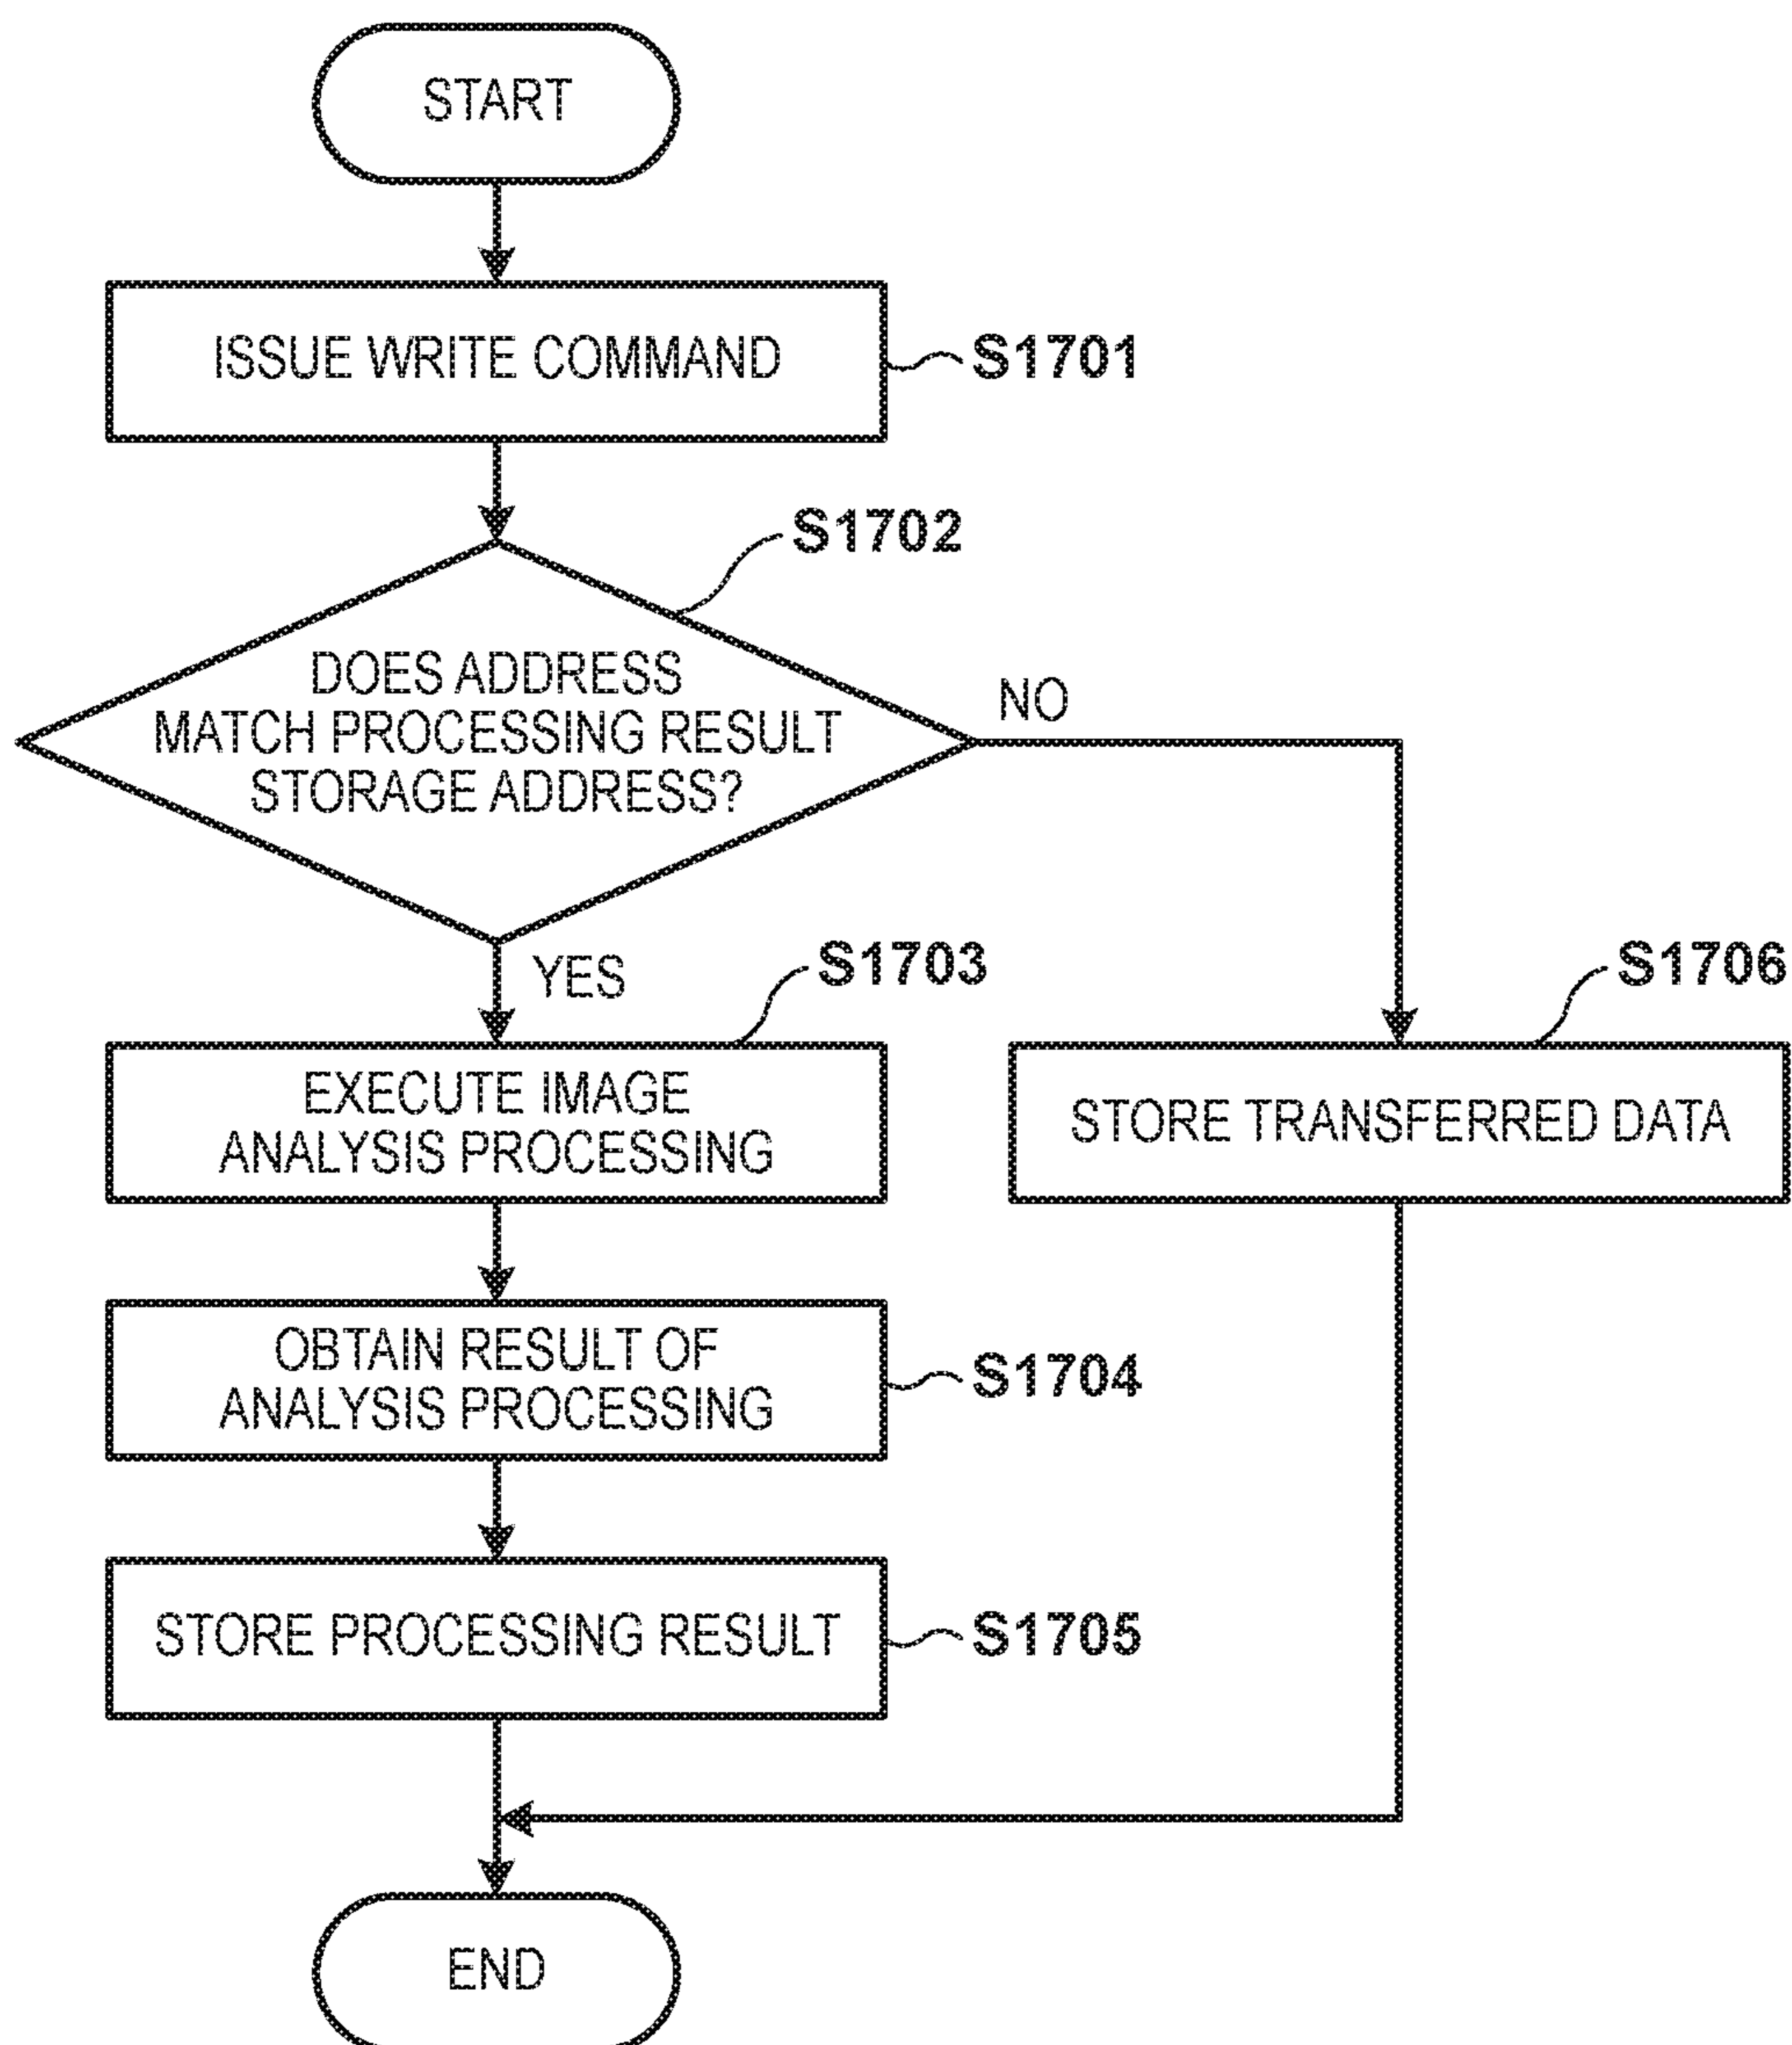 START
ISSUE WRITE COMMAND
S1701
S1702
DOES ADDRESS
MATCH PROCESSING RESULT
STORAGE ADDRESS?
NO
YES
S1703
EXECUTE IMAGE
ANALYSIS PROCESSING
S1706
STORE TRANSFERRED DATA
OBTAIN RESULT OF
ANALYSIS PROCESSING
S1704
STORE PROCESSING RESULT
S1705
END